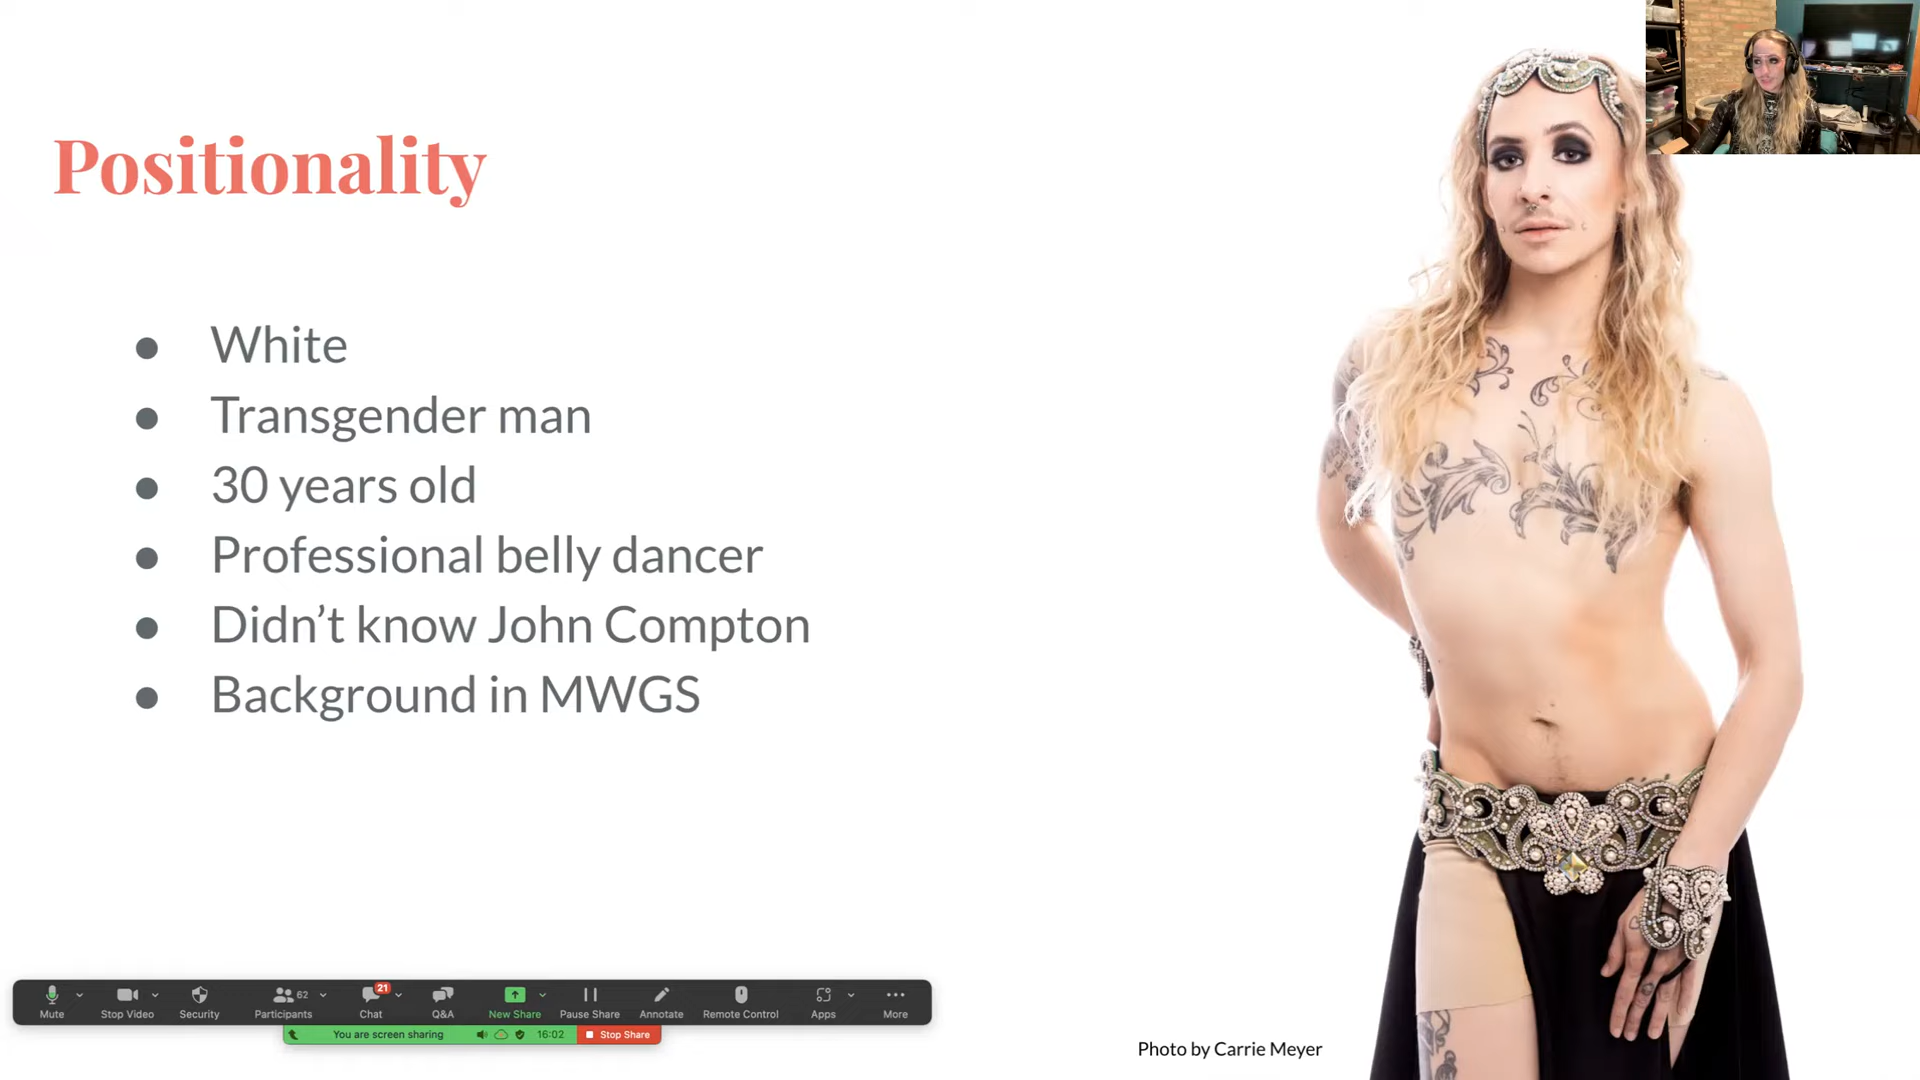 Positionality
● White
● Transgender man
● 30 years old
● Professional belly dancer
● Didn’t know John Compton
● Background in MWGS
Mute
Stop Video
Security
62
Participants
21
Chat
Q&A
New Share
Pause Share
Annotate
Remote Control
Apps
More
You are screen sharing
16:02
Stop Share
Photo by Carrie Meyer